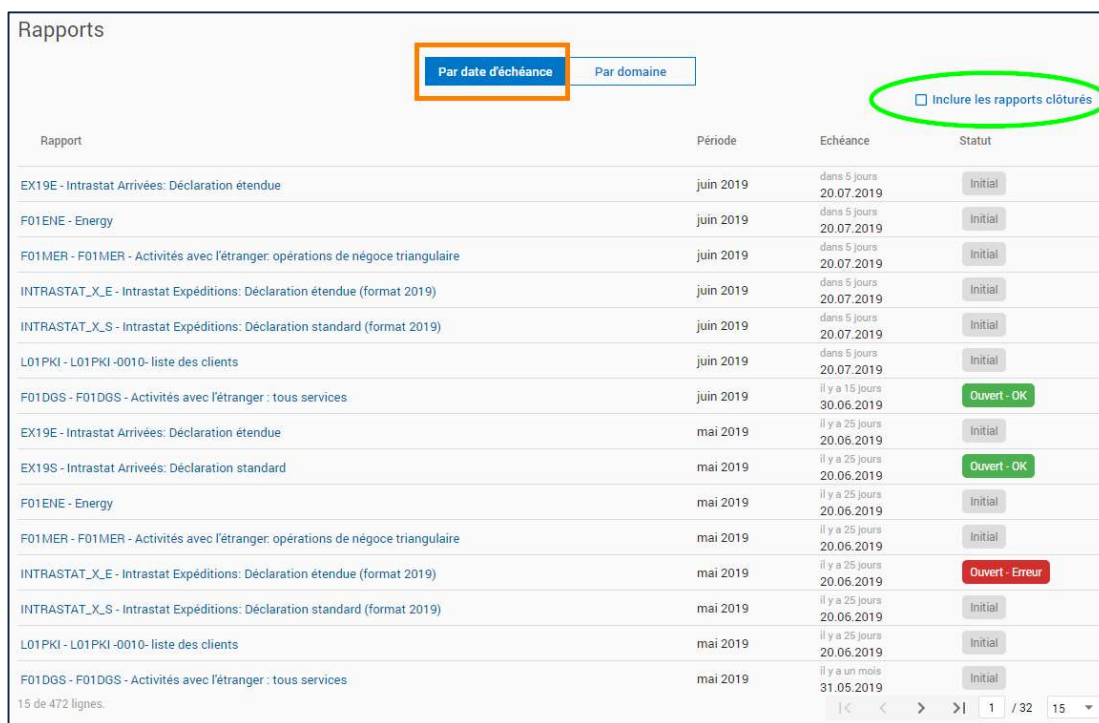 Rapports
Par date d'échéance Par domaine
Inclure les rapports clôturés
Rapport Période Echéance Statut
EX19E - Intrastat Arrivées: Déclaration étendue juin 2019 dans 5 jours 20.07.2019 Initial
F01ENE - Energy juin 2019 dans 5 jours 20.07.2019 Initial
F01MER - F01MER - Activités avec l'étranger: opérations de négoce triangulaire juin 2019 dans 5 jours 20.07.2019 Initial
INTRASTAT_X_E - Intrastat Expéditions: Déclaration étendue (format 2019) juin 2019 dans 5 jours 20.07.2019 Initial
INTRASTAT_X_S - Intrastat Expéditions: Déclaration standard (format 2019) juin 2019 dans 5 jours 20.07.2019 Initial
L01PKI - L01PKI -0010- liste des clients juin 2019 dans 5 jours 20.07.2019 Initial
F01DGS - F01DGS - Activités avec l'étranger : tous services juin 2019 il y a 15 jours 30.06.2019 Ouvert - OK
EX19E - Intrastat Arrivées: Déclaration étendue mai 2019 il y a 25 jours 20.06.2019 Initial
EX19S - Intrastat Arriveés: Déclaration standard mai 2019 il y a 25 jours 20.06.2019 Ouvert - OK
F01ENE - Energy mai 2019 il y a 25 jours 20.06.2019 Initial
F01MER - F01MER - Activités avec l'étranger: opérations de négoce triangulaire mai 2019 il y a 25 jours 20.06.2019 Initial
INTRASTAT_X_E - Intrastat Expéditions: Déclaration étendue (format 2019) mai 2019 il y a 25 jours 20.06.2019 Ouvert - Erreur
INTRASTAT_X_S - Intrastat Expéditions: Déclaration standard (format 2019) mai 2019 il y a 25 jours 20.06.2019 Initial
L01PKI - L01PKI -0010- liste des clients mai 2019 il y a 25 jours 20.06.2019 Initial
F01DGS - F01DGS - Activités avec l'étranger : tous services mai 2019 il y a un mois 31.05.2019 Initial
15 de 472 lignes. 1 / 32 15